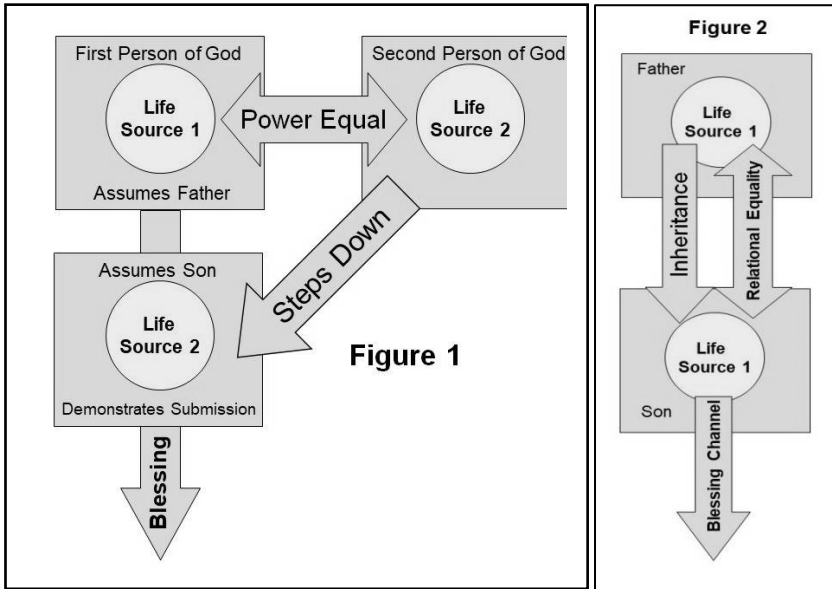 First Person of God
Life
Source 1
Assumes Father
Power Equal
Second Person of God
Life
Source 2
Steps Down
Assumes Son
Life
Source 2
Demonstrates Submission
Blessing
Figure 1
Figure 2
Father
Life
Source 1
Inheritance
Relational Equality
Life
Source 1
Son
Blessing Channel